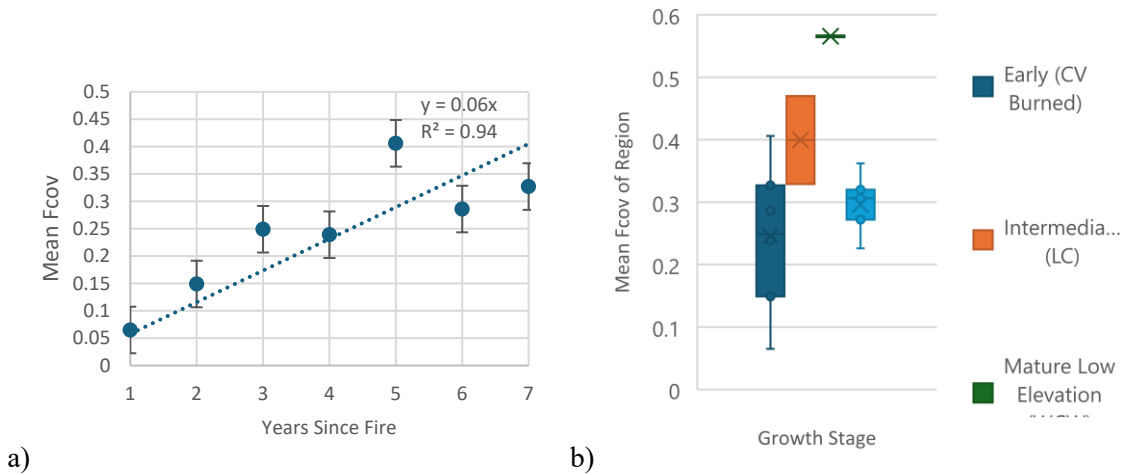 0.5
0.45
0.4
0.35
0.3
0.25
0.2
0.15
0.1
0.05
0
Mean Fcov
y = 0.06x
R² = 0.94
1 2 3 4 5 6 7
Years Since Fire
a)
0.6
0.5
0.4
0.3
0.2
0.1
0
Mean Fcov of Region
Growth Stage
Early (CV
Burned)
Intermedia...
(LC)
Mature Low
Elevation
b)